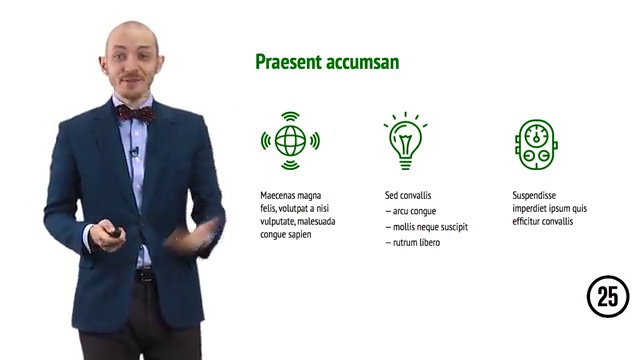 Praesent accumsan
Maecenas magna
felis, volutpat a nisi
vulputate, malesuada
congue sapien
Sed convallis
– arcu congue
– mollis neque suscipit
– rutrum libero
Suspendisse
imperdiet ipsum quis
efficitur convallis
25